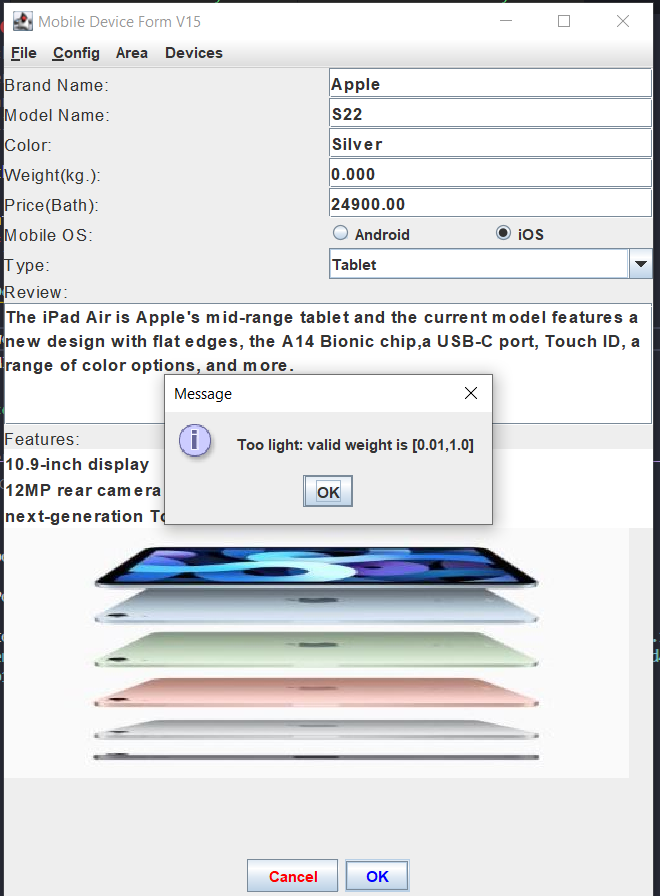 Mobile Device Form V15
File Config Area Devices
Brand Name: Apple
Model Name: S22
Color: Silver
Weight(kg.): 0.000
Price(Bath): 24900.00
Mobile OS: Android iOS
Type: Tablet
Review:
The iPad Air is Apple's mid-range tablet and the current model features a
new design with flat edges, the A14 Bionic chip,a USB-C port, Touch ID, a
range of color options, and more.
Message
Too light: valid weight is [0.01,1.0]
OK
Features:
10.9-inch display
12MP rear camera
next-generation
Cancel OK